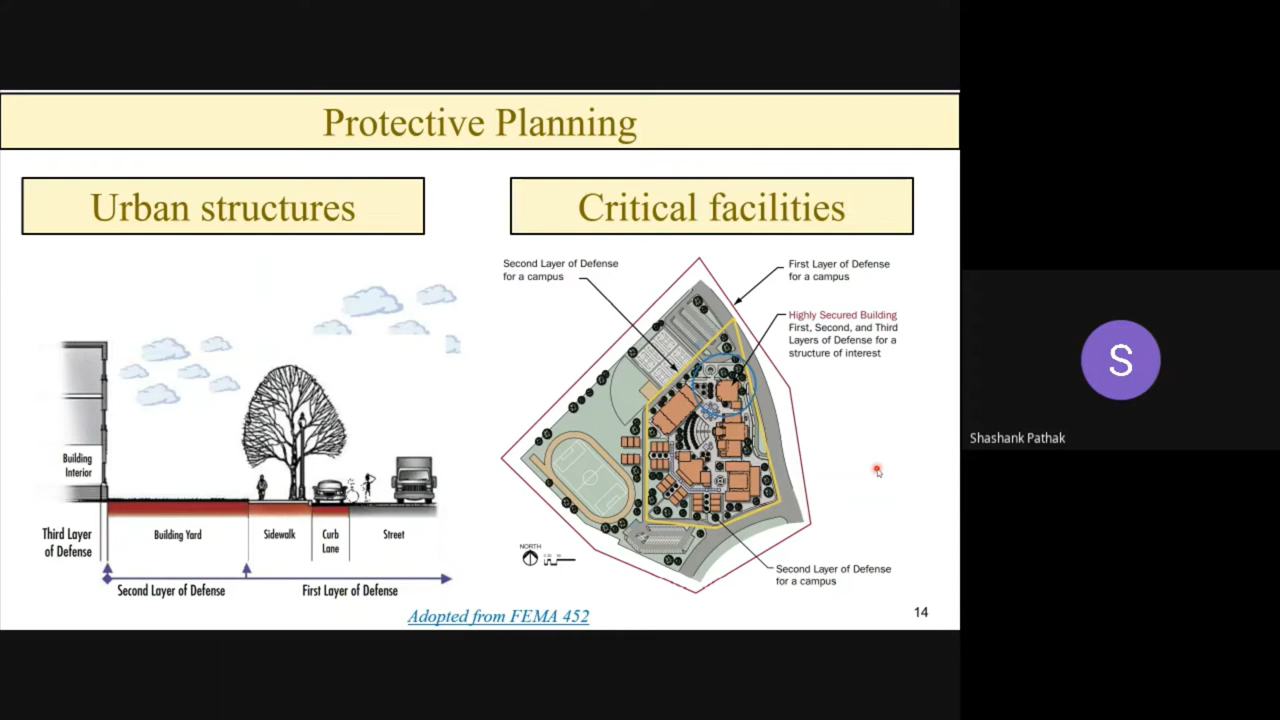 Protective Planning
Urban structures
Critical facilities
Building
Interior
Third Layer
of Defense
Building Yard
Sidewalk
Curb
Lane
Street
Second Layer of Defense
First Layer of Defense
Second Layer of Defense
for a campus
First Layer of Defense
for a campus
Highly Secured Building
First, Second, and Third
Layers of Defense for a
structure of interest
NORTH
Second Layer of Defense
for a campus
Adopted from FEMA 452
14
S
Shashank Pathak